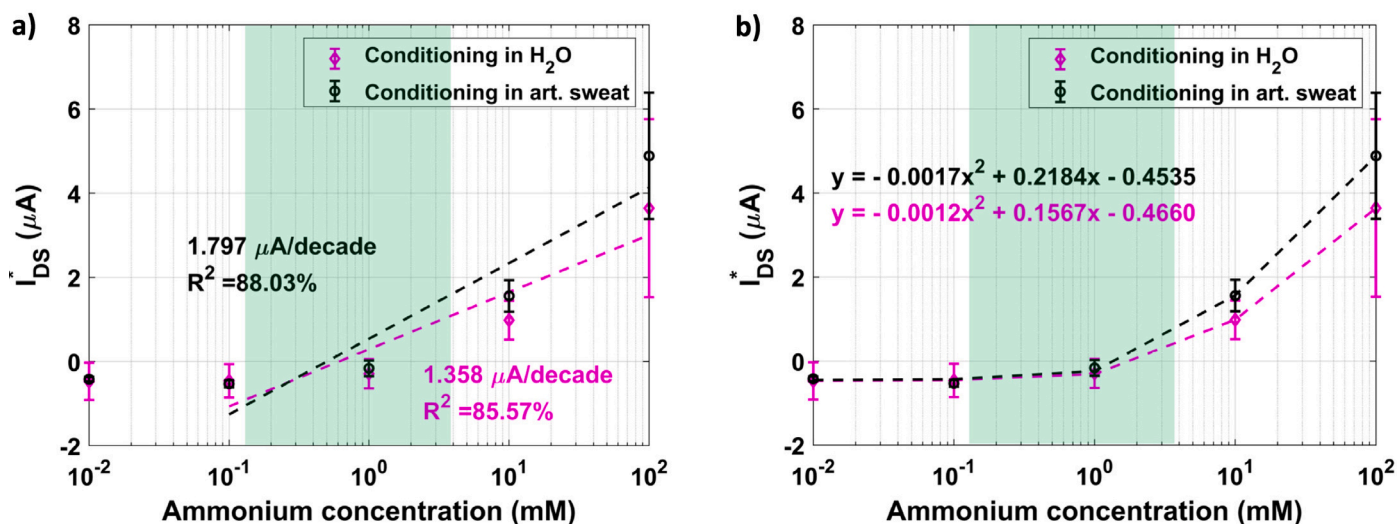 a)
8
6
4
2
0
-2
I*DS (μA)
Conditioning in H2O
Conditioning in art. sweat
1.797 μA/decade
R2 =88.03%
1.358 μA/decade
R2 =85.57%
10-2
10-1
100
101
102
Ammonium concentration (mM)
b)
8
6
4
2
0
-2
I*DS (μA)
Conditioning in H2O
Conditioning in art. sweat
y = - 0.0017x2 + 0.2184x - 0.4535
y = - 0.0012x2 + 0.1567x - 0.4660
10-2
10-1
100
101
102
Ammonium concentration (mM)